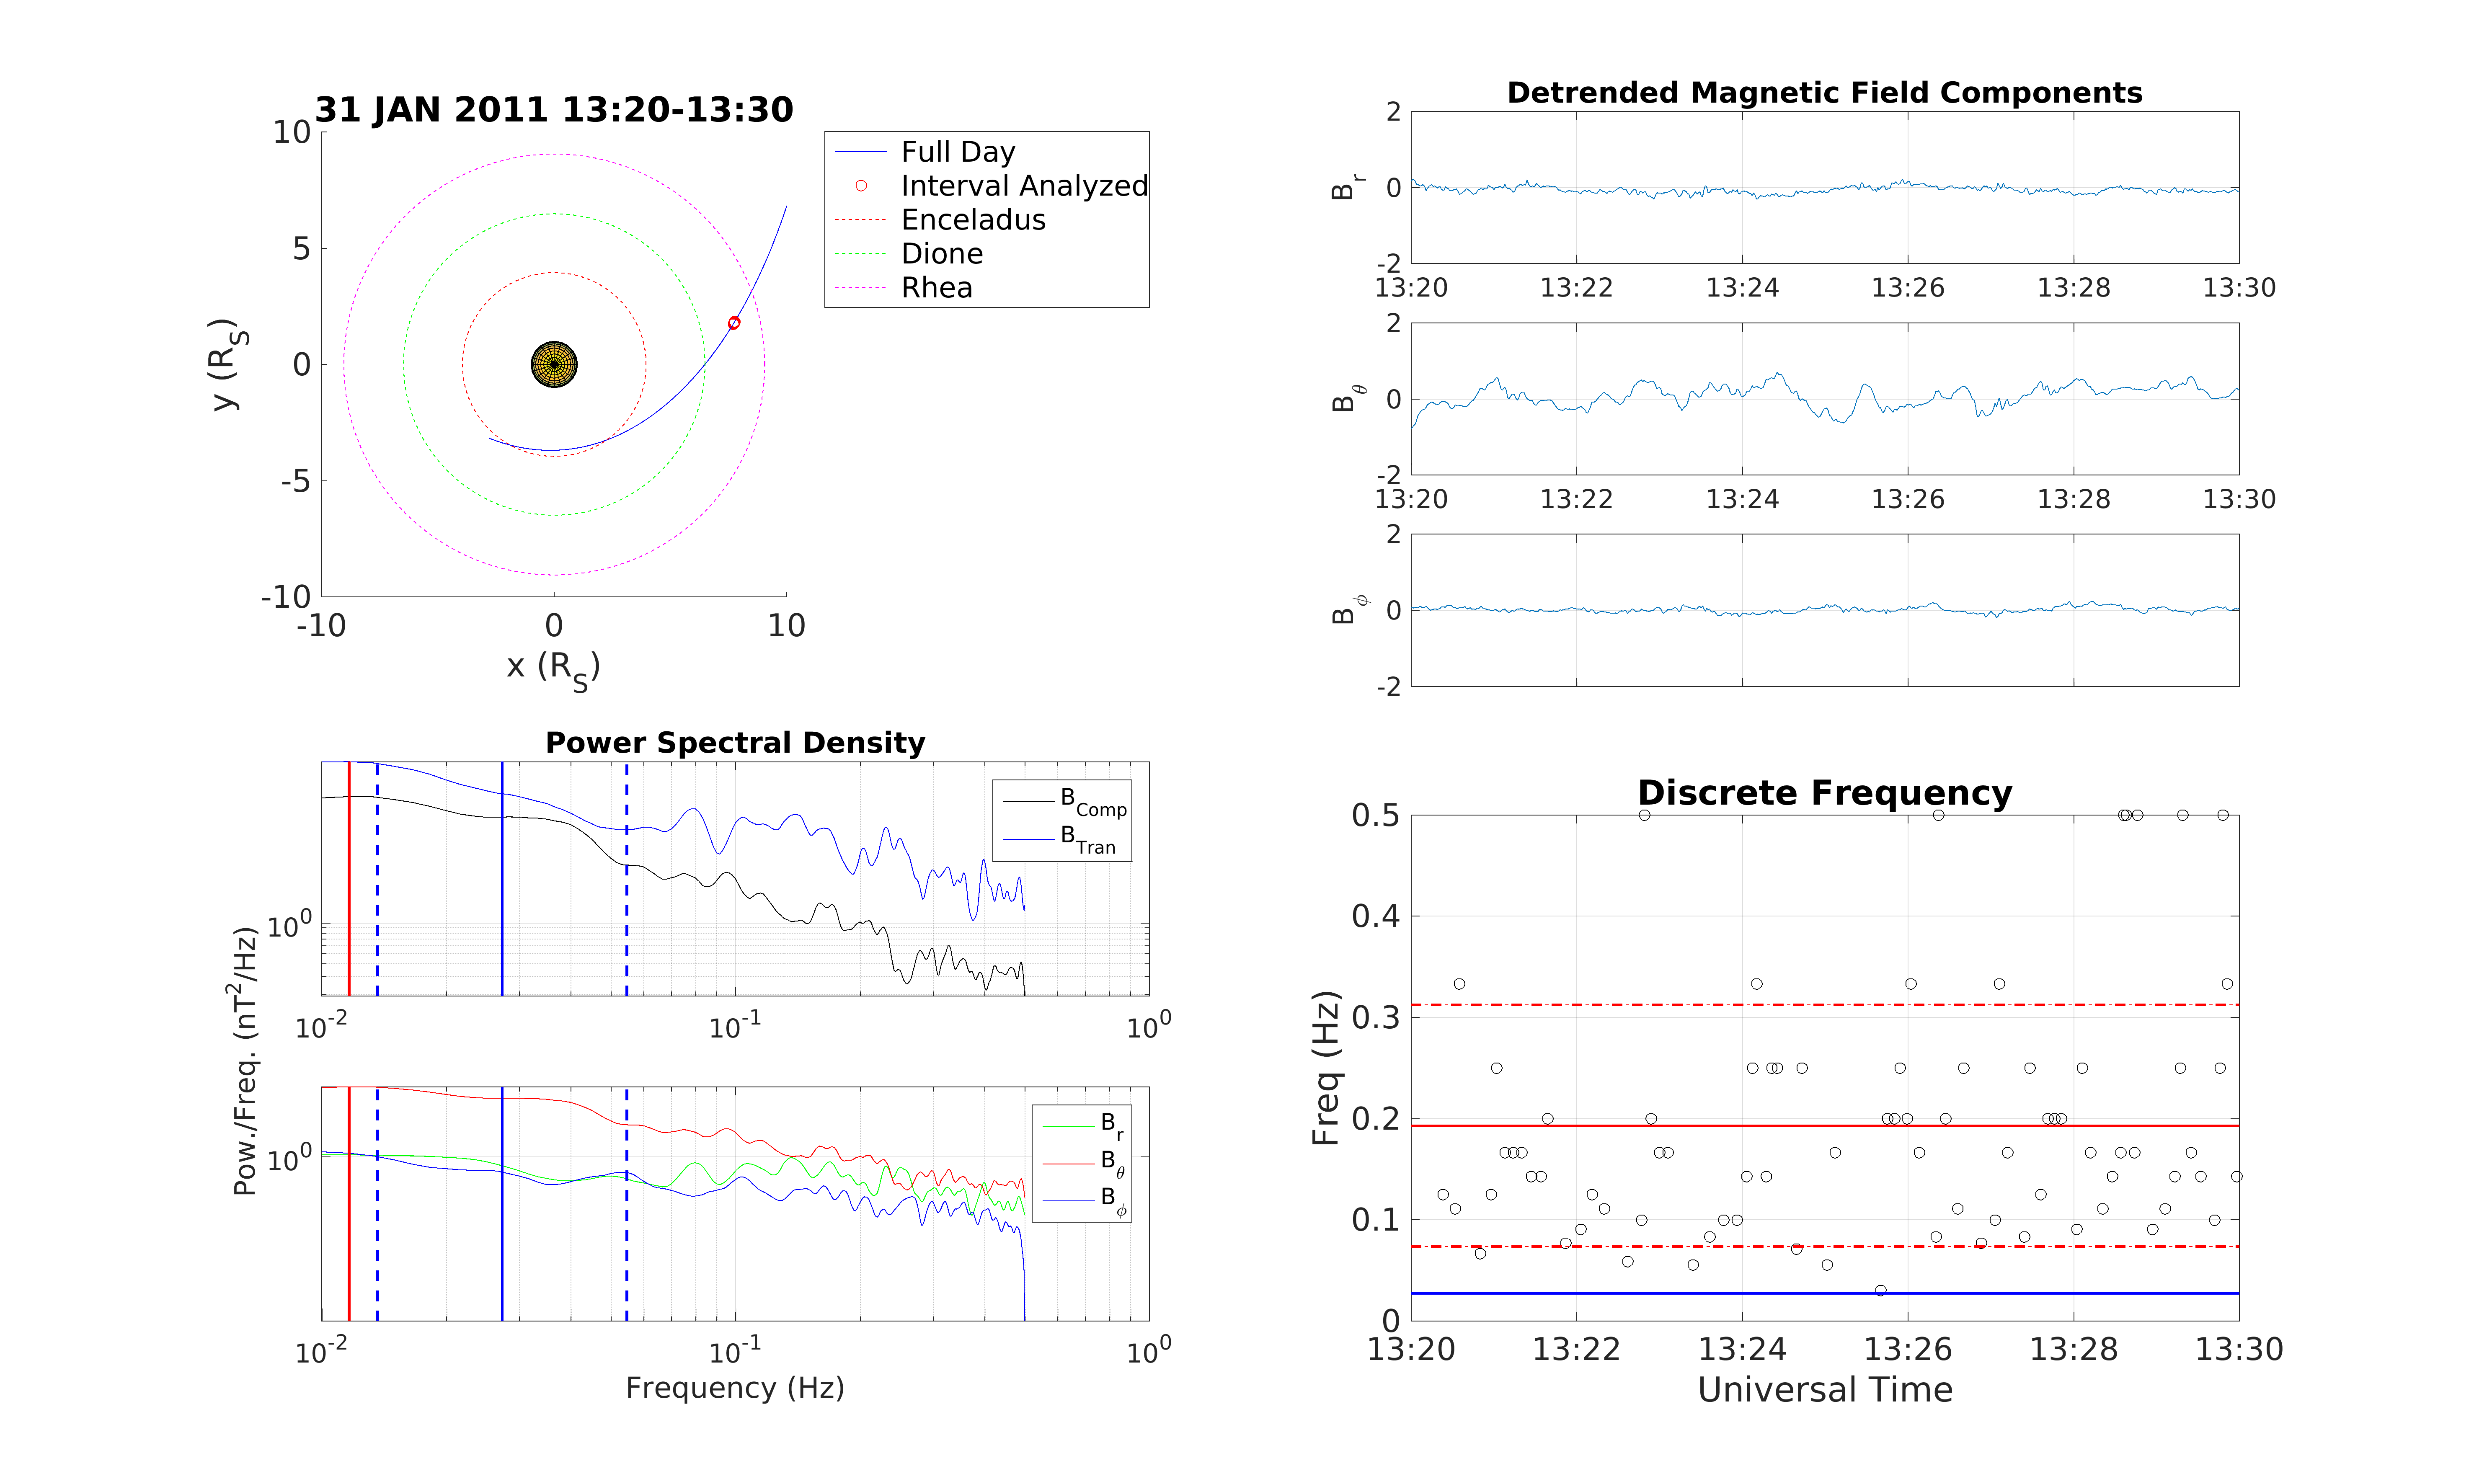 31 JAN 2011 13:20-13:30
10
5
0
-5
-10
-10 0 10
y (R_S)
x (R_S)
Full Day
Interval Analyzed
Enceladus
Dione
Rhea
Detrended Magnetic Field Components
2
0
-2
B_r
13:20 13:22 13:24 13:26 13:28 13:30
2
0
-2
B_θ
13:20 13:22 13:24 13:26 13:28 13:30
2
0
-2
B_ϕ
Power Spectral Density
10^0
10^-2 10^-1 10^0
B_Comp
B_Tran
Pow./Freq. (nT^2/Hz)
10^0
10^-2 10^-1 10^0
B_r
B_θ
B_ϕ
Frequency (Hz)
Discrete Frequency
0.5
0.4
0.3
0.2
0.1
0
Freq (Hz)
13:20 13:22 13:24 13:26 13:28 13:30
Universal Time